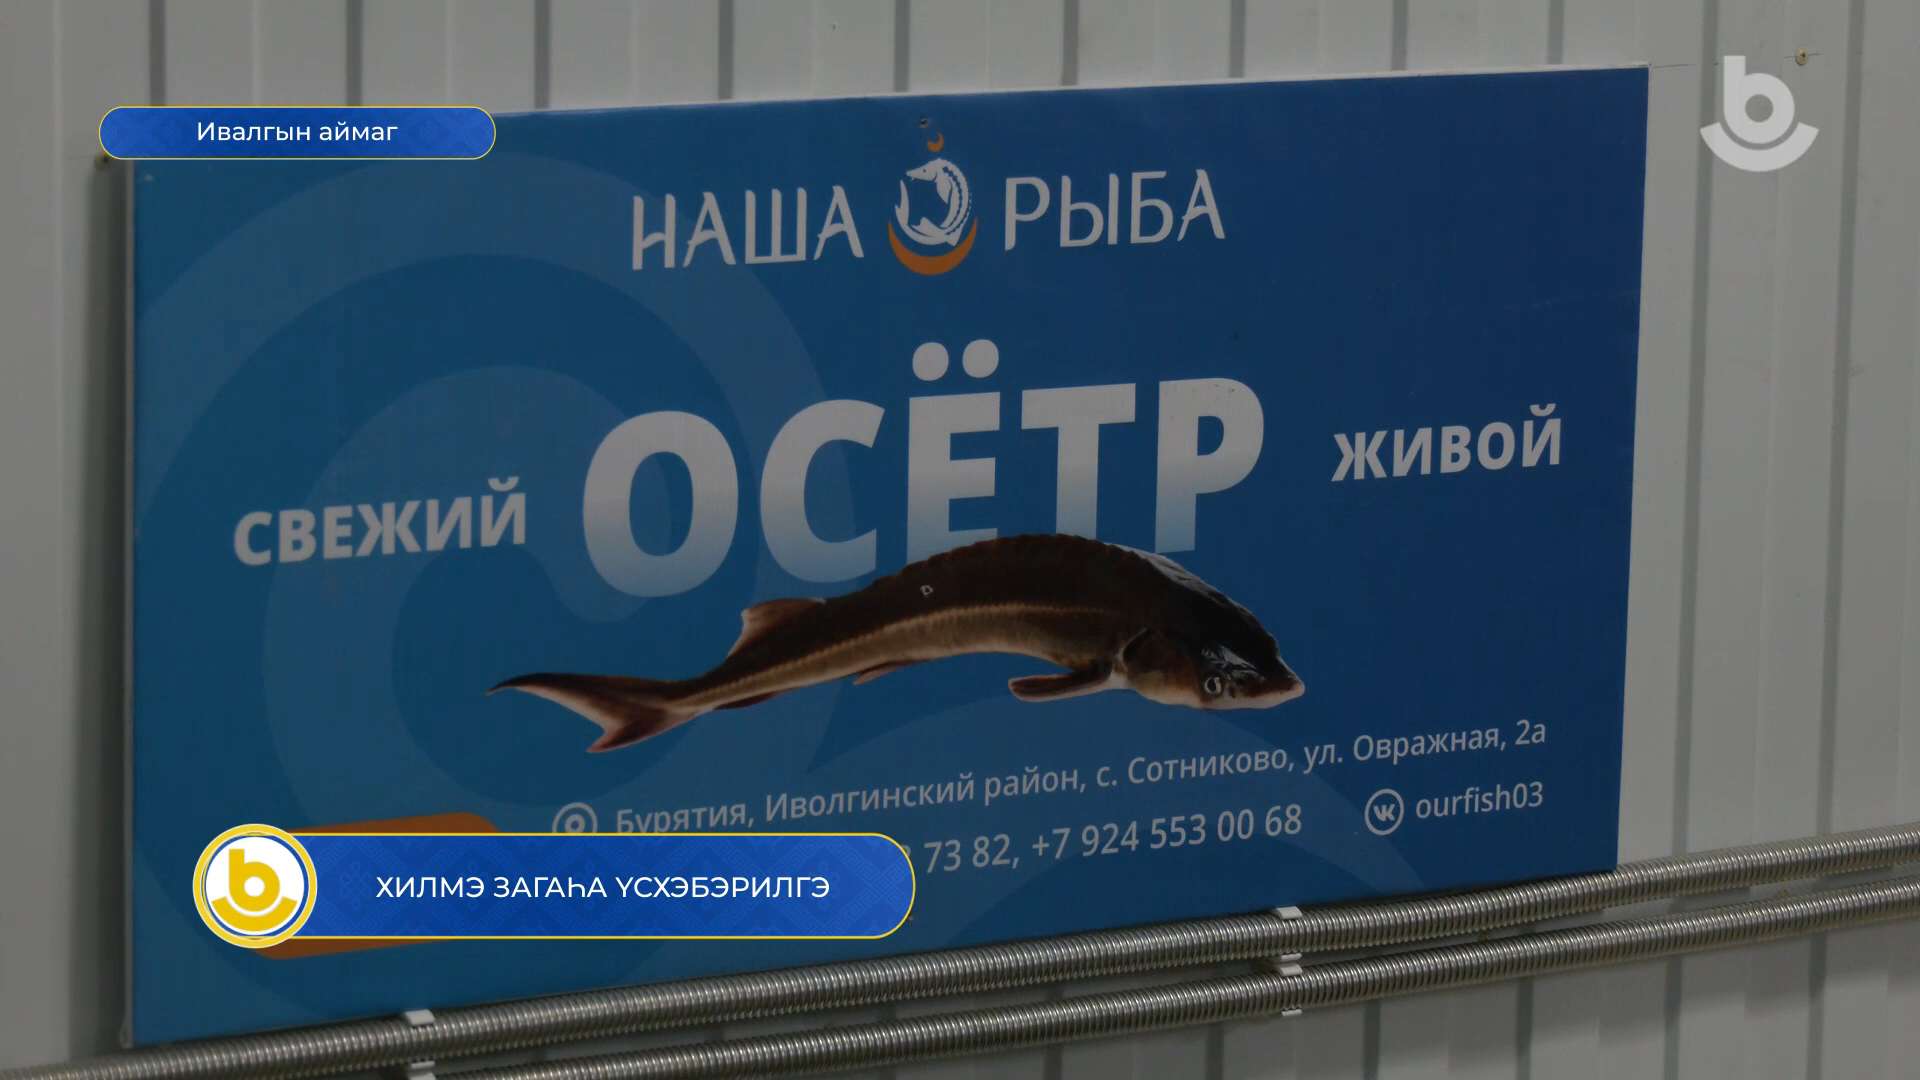 Ивалгын аймаг
НАША РЫБА
СВЕЖИЙ ОСЁТР ЖИВОЙ
Бурятия, Иволгинский район, с. Сотниково, ул. Овражная, 2а
73 82, +7 924 553 00 68
ourfish03
ХИЛМЭ ЗАГАҺА ҮСХЭБЭРИЛГЭ